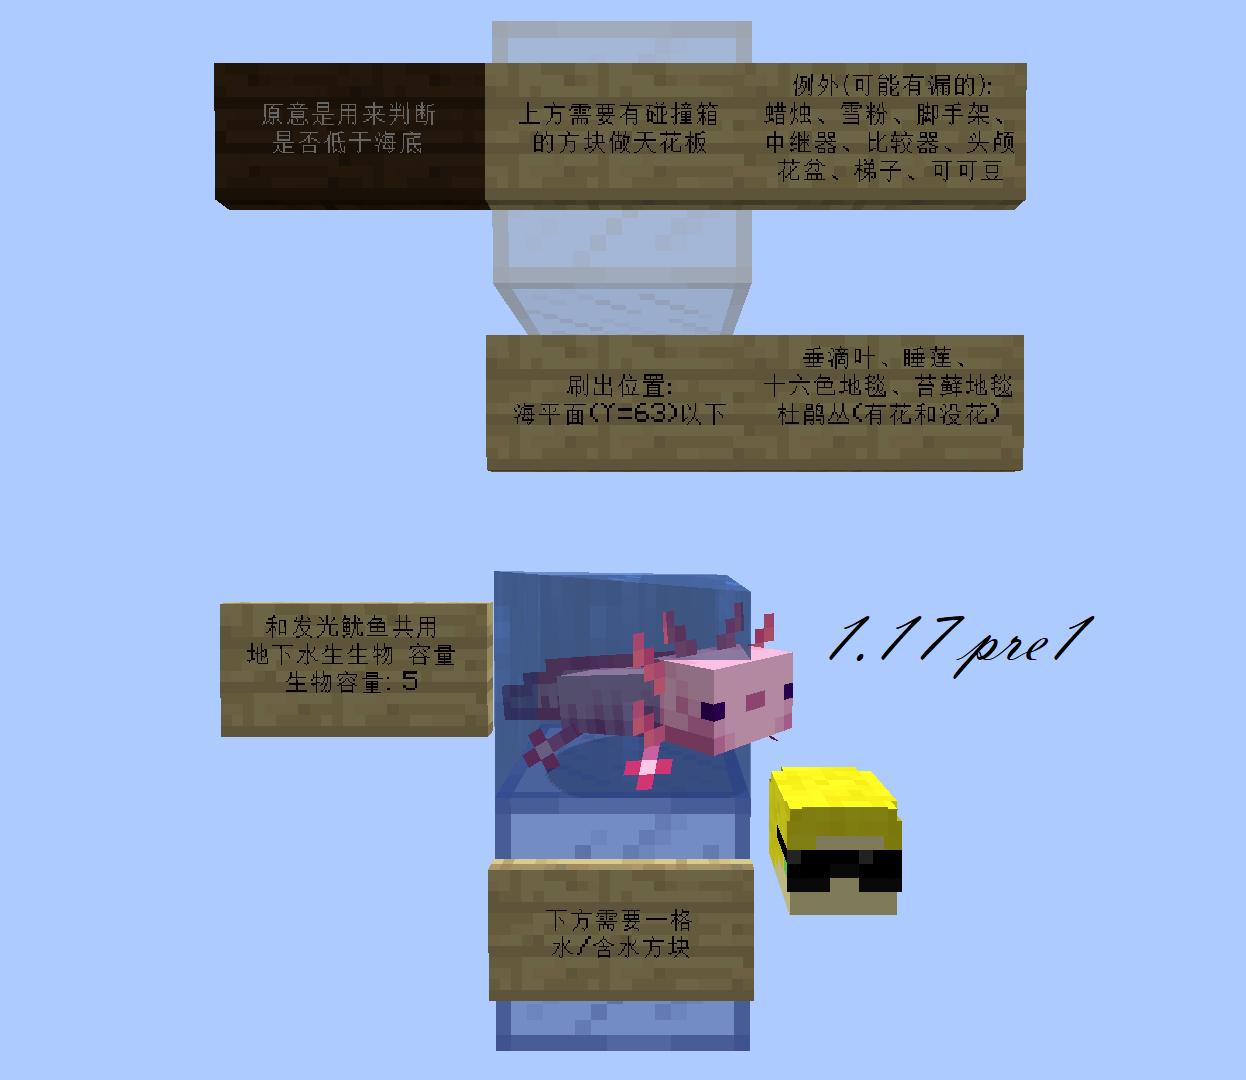 原意是用来判断
是否低于海底
上方需要有碰撞箱
的方块做天花板
例外(可能有漏的):
蜡烛、雪粉、脚手架、
中继器、比较器、头颅
花盆、梯子、可可豆
刷出位置:
海平面(Y=63)以下
垂滴叶、睡莲、
十六色地毯、苔藓地毯
杜鹃丛(有花和没花)
和发光鱿鱼共用
地下水生生物 容量
生物容量: 5
1.17 pre1
下方需要一格
水/含水方块